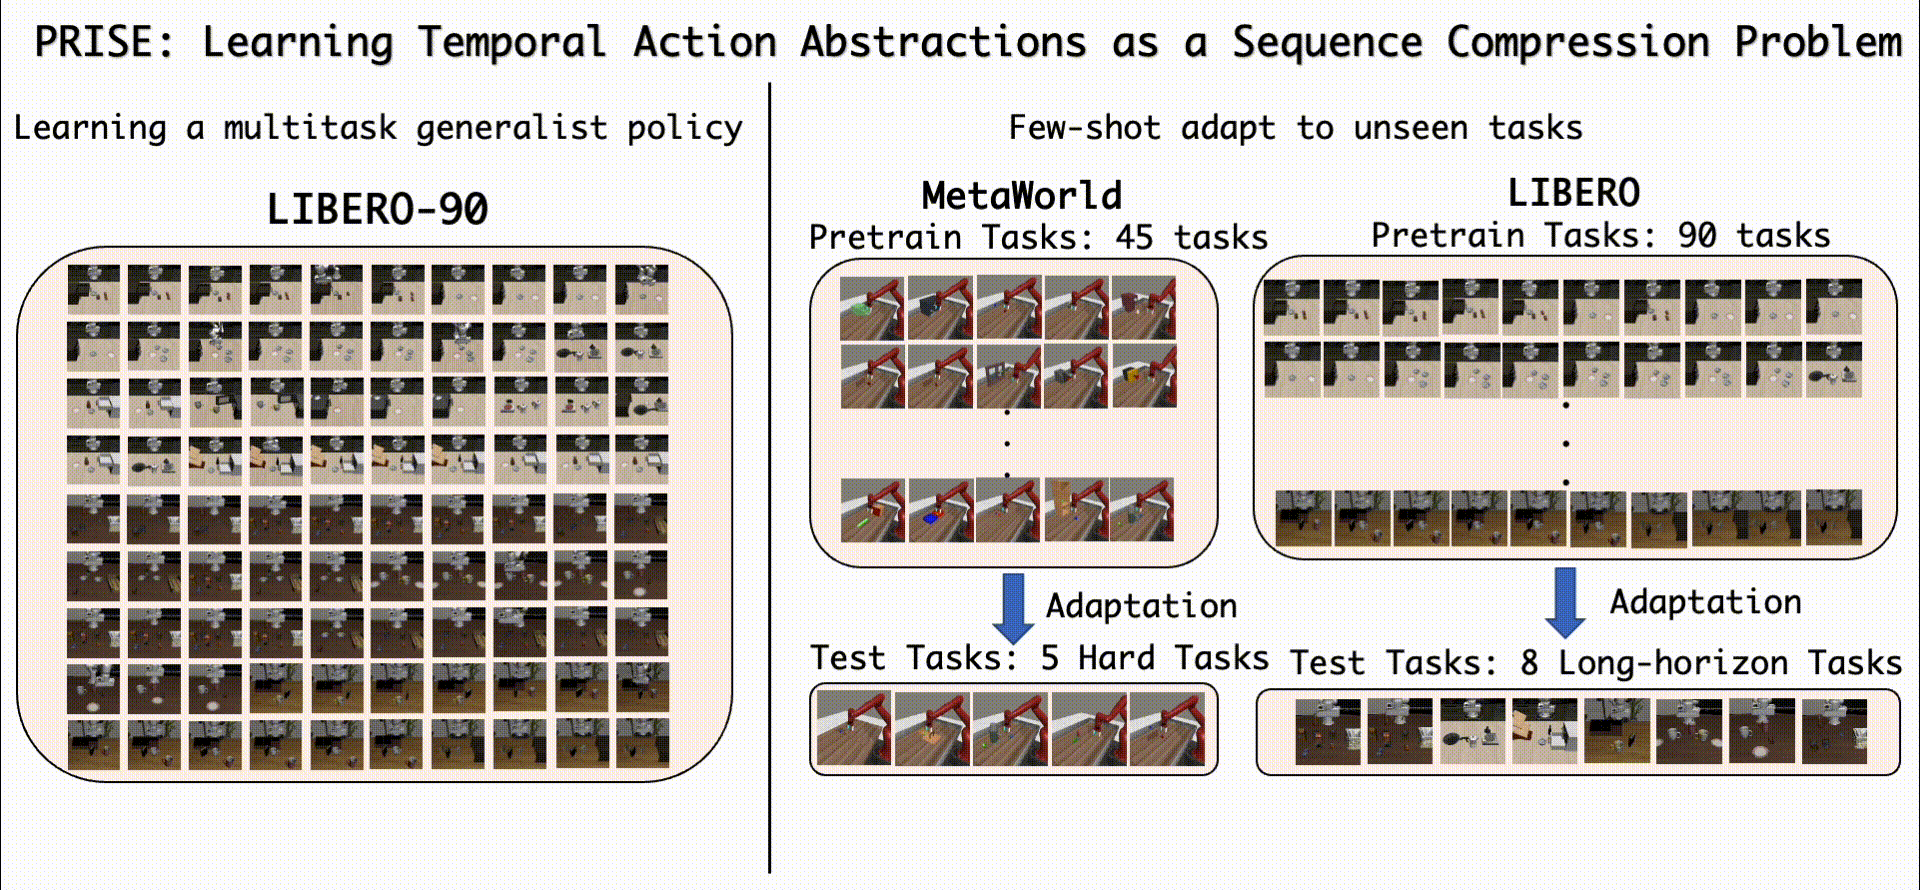 PRISE: Learning Temporal Action Abstractions as a Sequence Compression Problem
Learning a multitask generalist policy
LIBERO-90
Few-shot adapt to unseen tasks
MetaWorld
Pretrain Tasks: 45 tasks
Adaptation
Test Tasks: 5 Hard Tasks
LIBERO
Pretrain Tasks: 90 tasks
Adaptation
Test Tasks: 8 Long-horizon Tasks